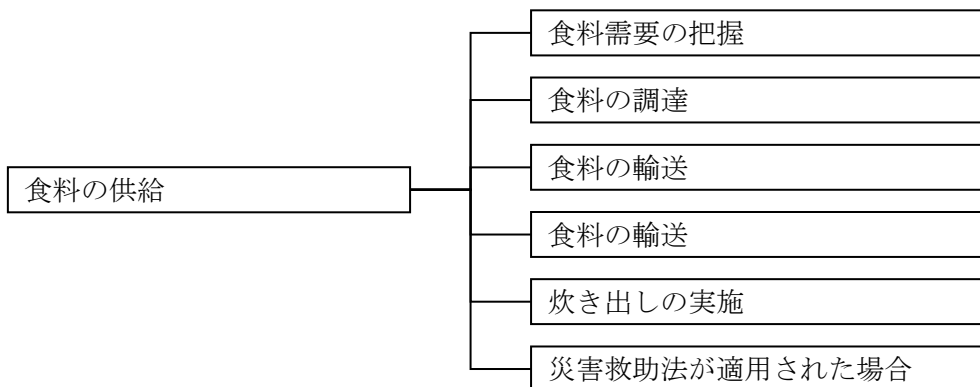 食料の供給
食料需要の把握
食料の調達
食料の輸送
食料の輸送
炊き出しの実施
災害救助法が適用された場合